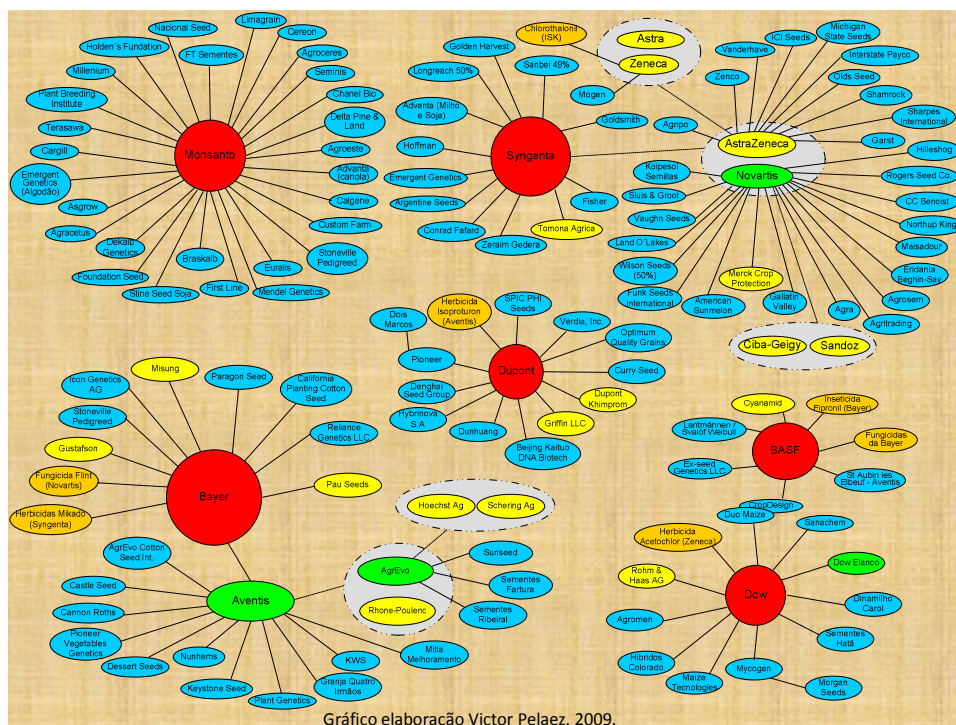 Limagrain
Nacional Seed
Cereon
Holden´s Fundation
FT Sementes
Agroceres
Millenium
Seminis
Plant Breeding
Institute
Chanel Bio
Delta Pine &
Land
Terasawa
Monsanto
Agroeste
Cargill
Advanta
(canola)
Emergent
Genetics
(Algodão)
Calgene
Asgrow
Custom Farm
Agracetus
Stoneville
Pedigreed
Dekalb
Genetics
Braskalb
Euralis
Foundation Seed
Stine Seed Soja
First Line
Mendel Genetics
Chlorothalonil
(ISK)
Astra
Zeneca
Golden Harvest
Sanbei 49%
Longreach 50%
Mogen
Advanta (Milho
e Soja)
Goldsmith
Hoffman
Syngenta
Emergent Genetics
Argentine Seeds
Fisher
Conrad Fafard
Zeraim Gedera
Tomona Agrica
Michigan
State Seeds
ICI Seeds
Vanderhave
Interstate Payco
Zenco
Olds Seed
Shamrock
Sharpes
International
Agripo
Garst
AstraZeneca
Hilleshog
Koipesol
Semillas
Novartis
Rogers Seed Co.
Sluis & Groot
CC Benoist
Vaughn Seeds
Northup King
Land O´Lakes
Maisadour
Wilson Seeds
(50%)
Merck Crop
Protection
Eridania
Beghin-Say
Funk Seeds
International
American
Sunmelon
Gallatin
Valley
Agra
Agrosem
Agritrading
Ciba-Geigy
Sandoz
Herbicida
Isoproturon
(Aventis)
SPIC PHI
Seeds
Dois
Marcos
Verdia, Inc.
Optimum
Quality Grains
Pioneer
Dupont
Curry Seed
Denghai
Seed Group
Dupont
Khimprom
Hybrinova
S A
Griffin LLC
Dunhuang
Beijing Kaituo
DNA Biotech
Misung
Icon Genetics
AG
Paragon Seed
California
Planting Cotton
Seed
Stoneville
Pedigreed
Reliance
Genetics LLC
Gustafson
Fungicida Flint
(Novartis)
Bayer
Pau Seeds
Herbicidas Mikado
(Syngenta)
Cyanamid
Inseticida
Fipronil (Bayer)
Lantmännen /
Svalöf Weibull
BASF
Fungicidas
da Bayer
Ex-seed
Genetics LLC
St Aubin les
Elbeuf - Aventis
CropDesign
Hoechst Ag
Schering Ag
AgrEvo Cotton
Seed Int.
AgrEvo
Sunseed
Castle Seed
Aventis
Sementes
Fartura
Cannon Roths
Rhone-Poulenc
Sementes
Ribeiral
Pioneer
Vegetables
Genetics
Dessert Seeds
Nunhems
KWS
Mitla
Melhoramento
Keystone Seed
Plant Genetics
Granja Quatro
Irmãos
Duo Maize
Sanachem
Herbicida
Acetochlor (Zeneca)
Rohm &
Haas AG
Dow Elanco
Dow
Agromen
Dinamilho
Carol
Hibridos
Colorado
Sementes
Hatã
Maize
Tecnologies
Mycogen
Morgan
Seeds
Gráfico elaboração Victor Pelaez, 2009.